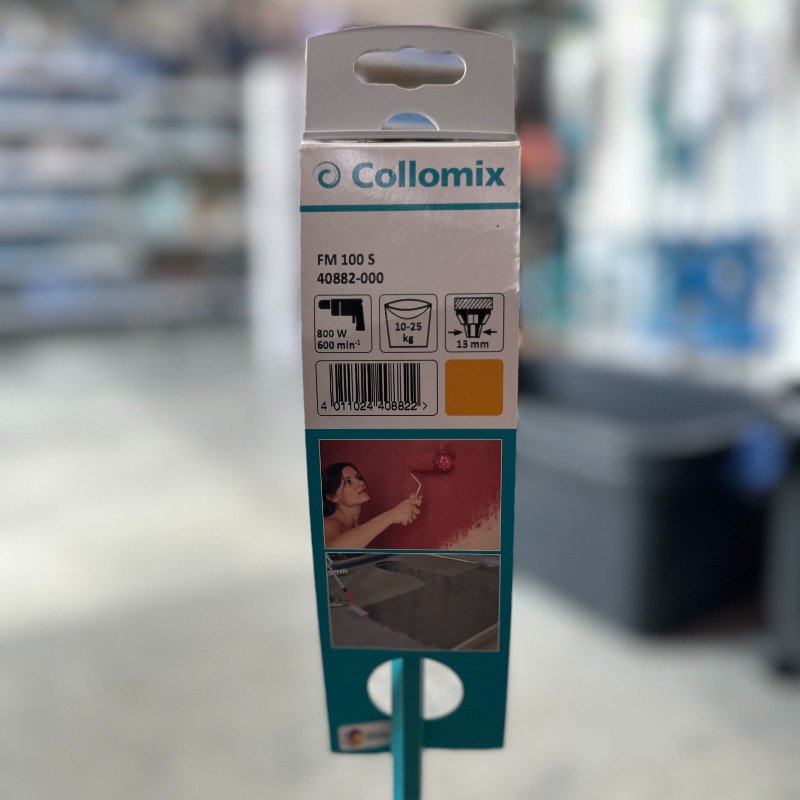 Collomix
FM 100 S
40882-000
800 W
600 min⁻¹
10-25
kg
13 mm
4 011024 408822 >